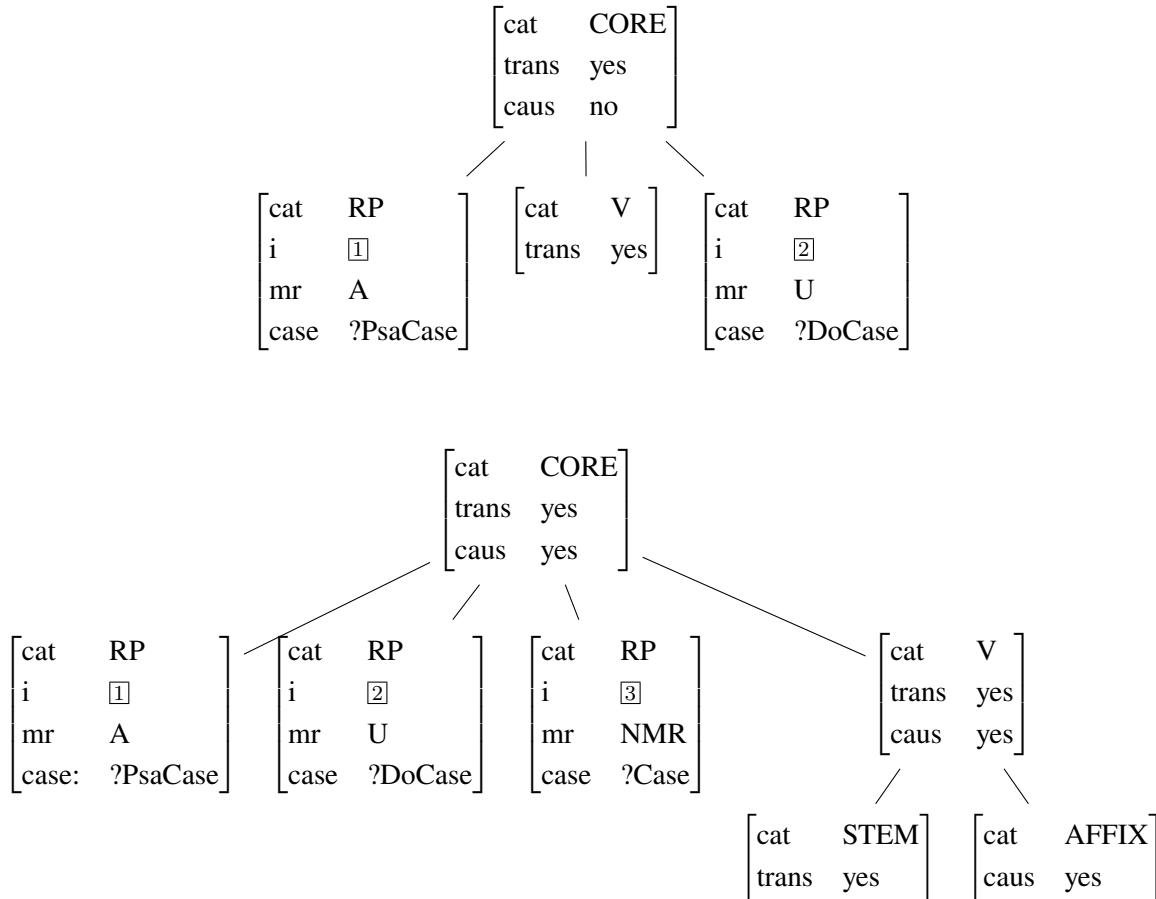 cat CORE
trans yes
caus no
cat RP
i 1
mr A
case ?PsaCase
cat V
trans yes
cat RP
i 2
mr U
case ?DoCase
cat CORE
trans yes
caus yes
cat RP
i 1
mr A
case: ?PsaCase
cat RP
i 2
mr U
case ?DoCase
cat RP
i 3
mr NMR
case ?Case
cat V
trans yes
caus yes
cat STEM
trans yes
cat AFFIX
caus yes